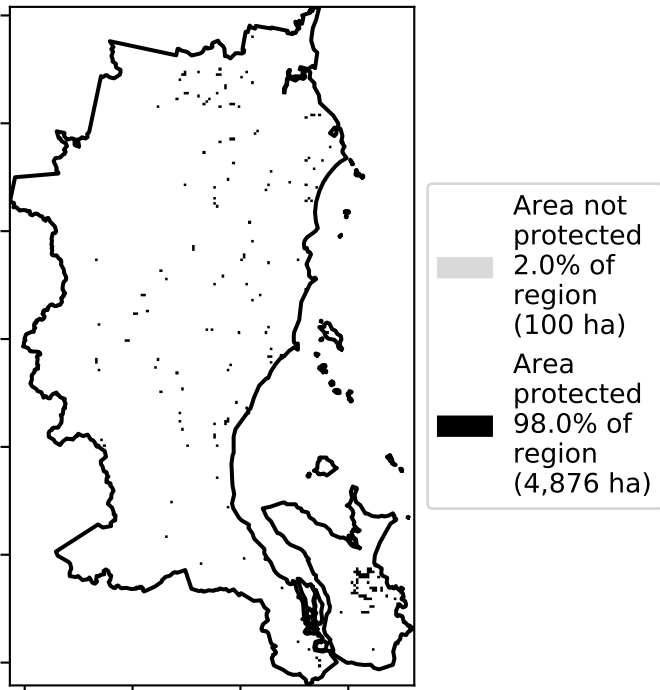 Area not
protected
2.0% of
region
(100 ha)
Area
protected
98.0% of
region
(4,876 ha)